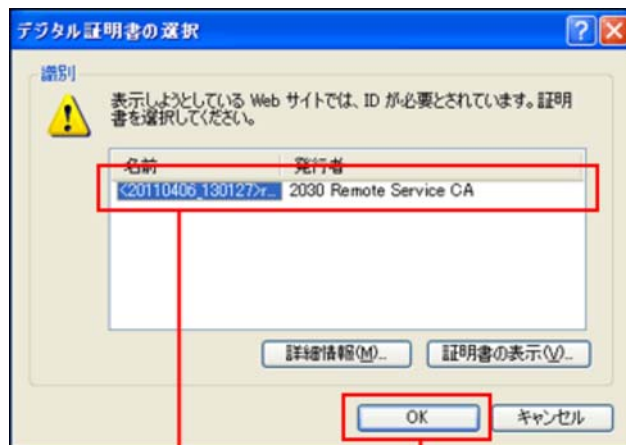 デジタル証明書の選択
識別
表示しようとしている Web サイトでは、ID が必要とされています。証明
書を選択してください。
名前 発行者
<20110406_130127>r... 2030 Remote Service CA
詳細情報(M)... 証明書の表示(V)...
OK キャンセル